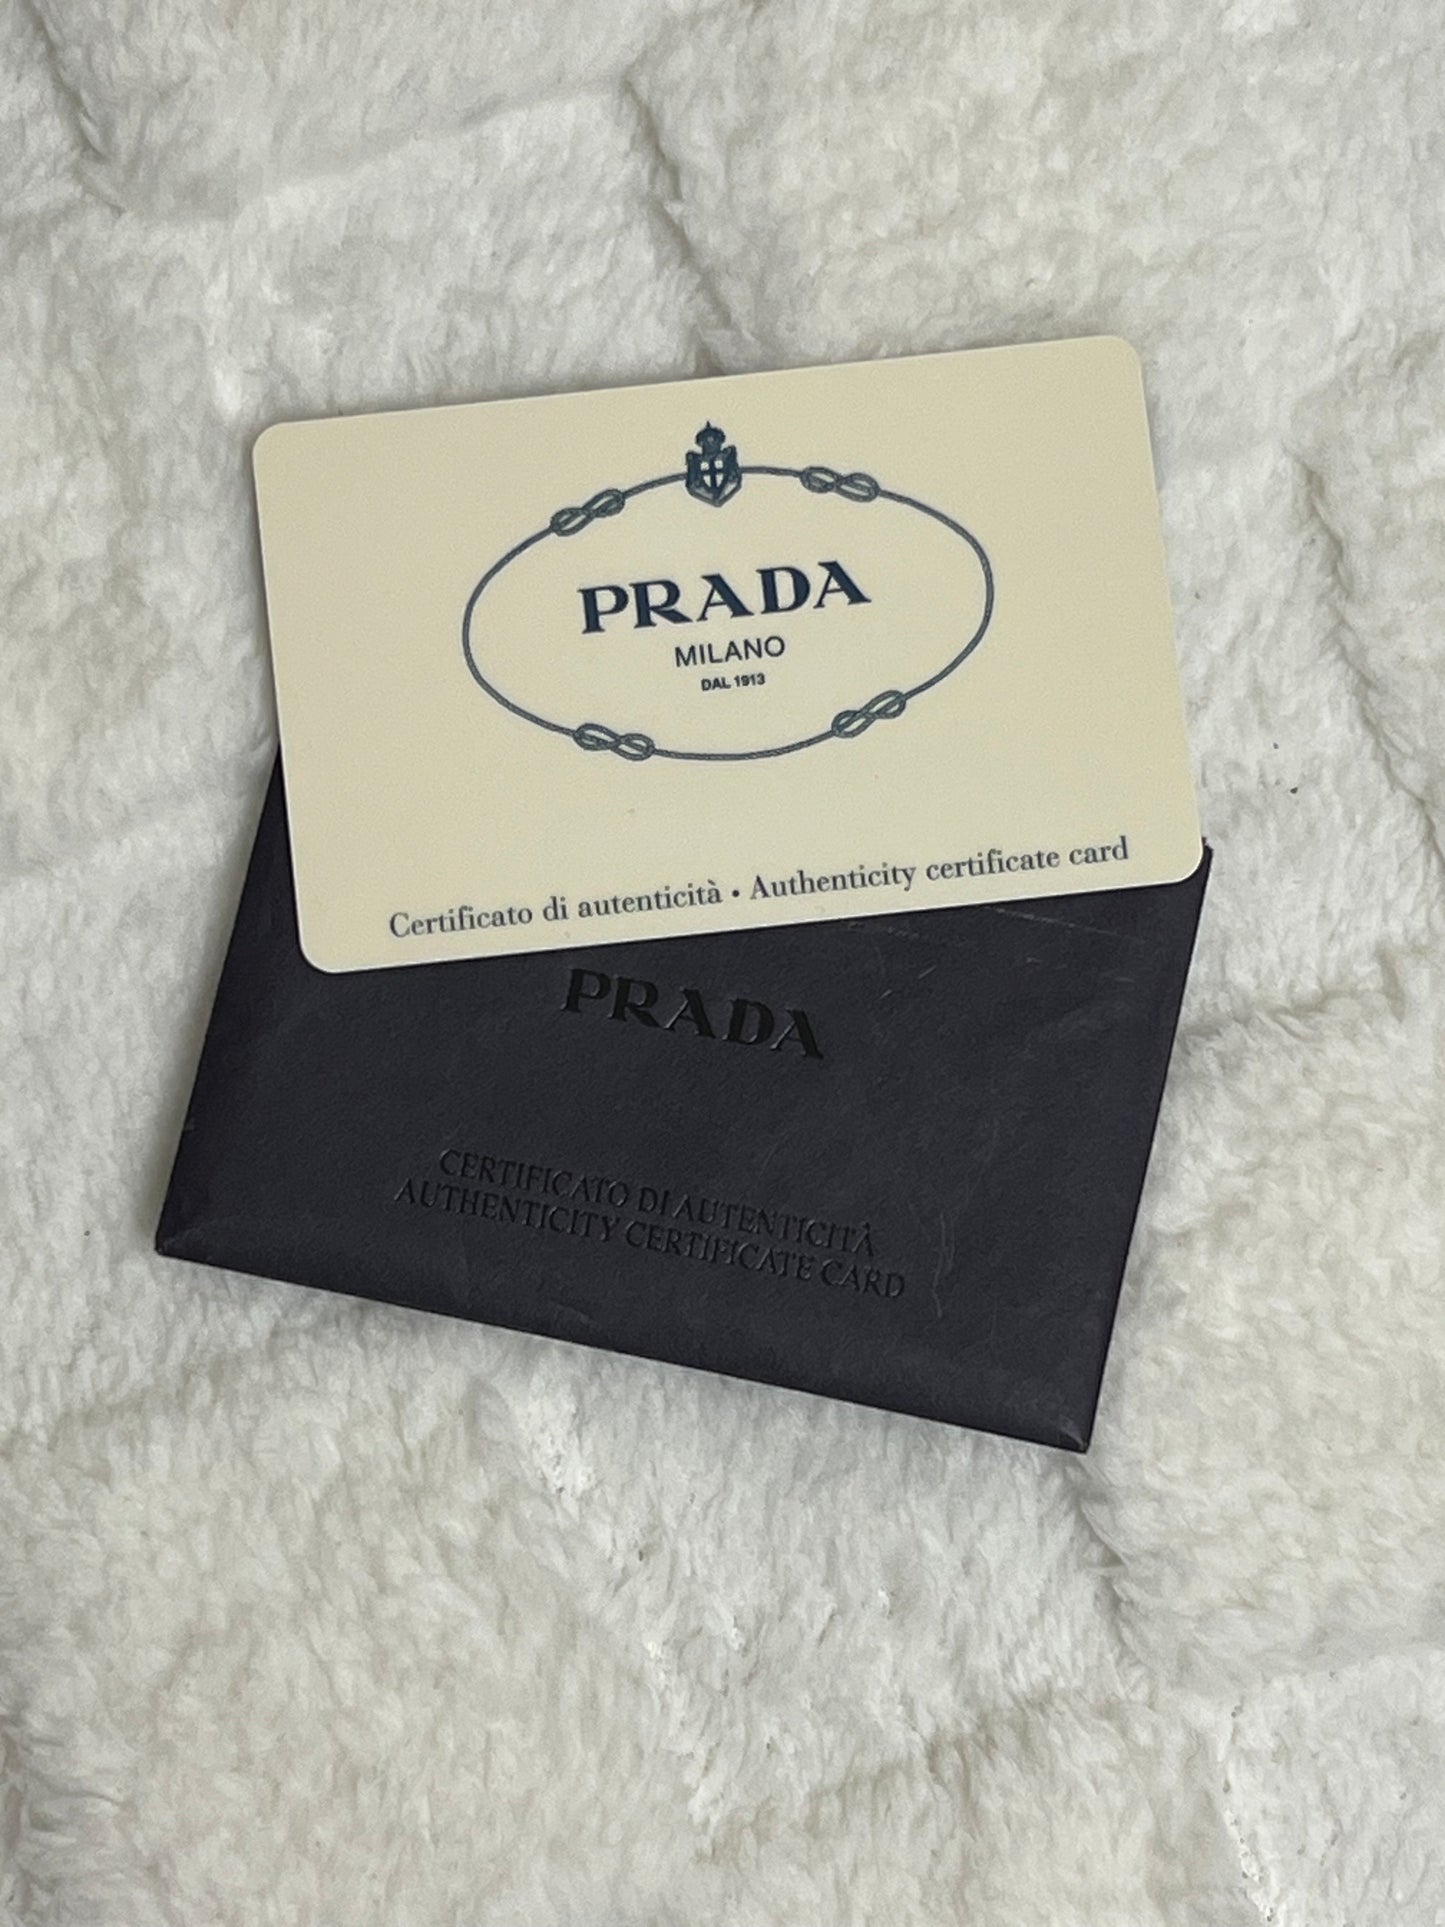 PRADA
MILANO
DAL 1913
Certificato di autenticità • Authenticity certificate card
PRADA
CERTIFICATO DI AUTENTICITÀ
AUTHENTICITY CERTIFICATE CARD